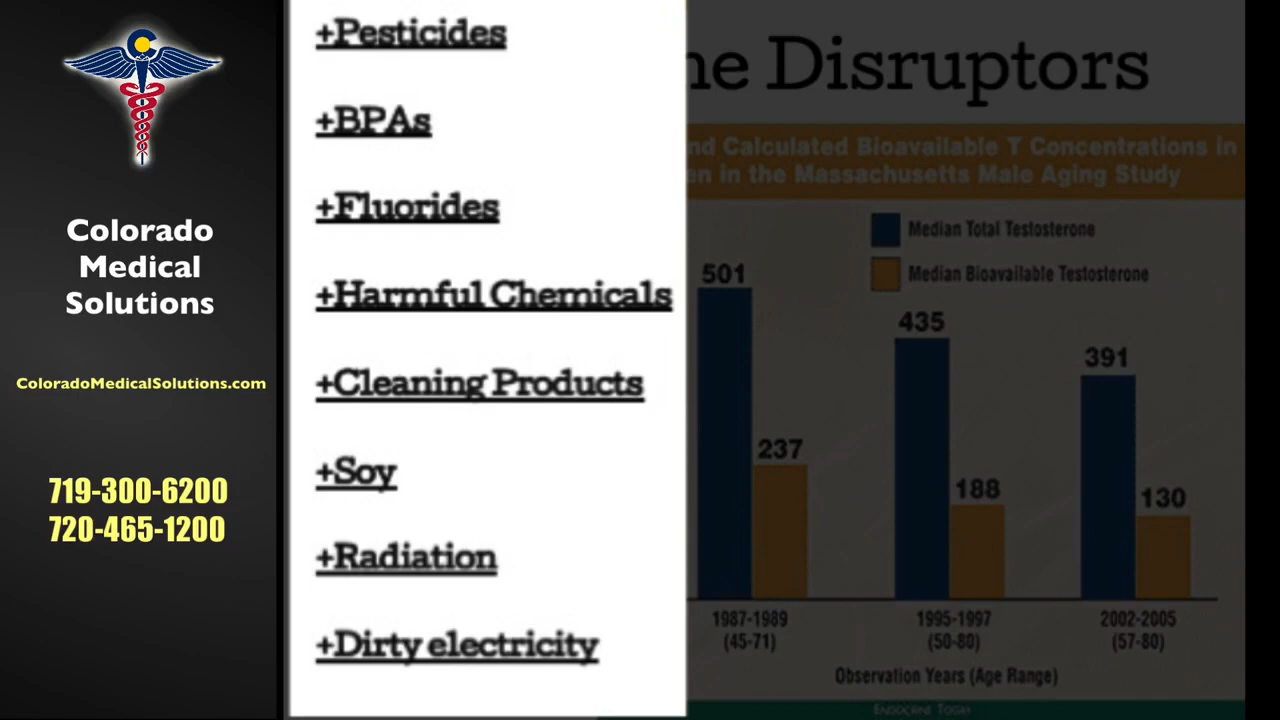 Colorado
Medical
Solutions
ColoradoMedicalSolutions.com
719-300-6200
720-465-1200
+Pesticides
+BPAs
+Fluorides
+Harmful Chemicals
+Cleaning Products
+Soy
+Radiation
+Dirty electricity
ne Disruptors
nd Calculated Bioavailable T Concentrations in
en in the Massachusetts Male Aging Study
Median Total Testosterone
Median Bioavailable Testosterone
501
237
435
188
391
130
1987-1989
(45-71)
1995-1997
(50-80)
2002-2005
(57-80)
Observation Years (Age Range)
Endocrine Today